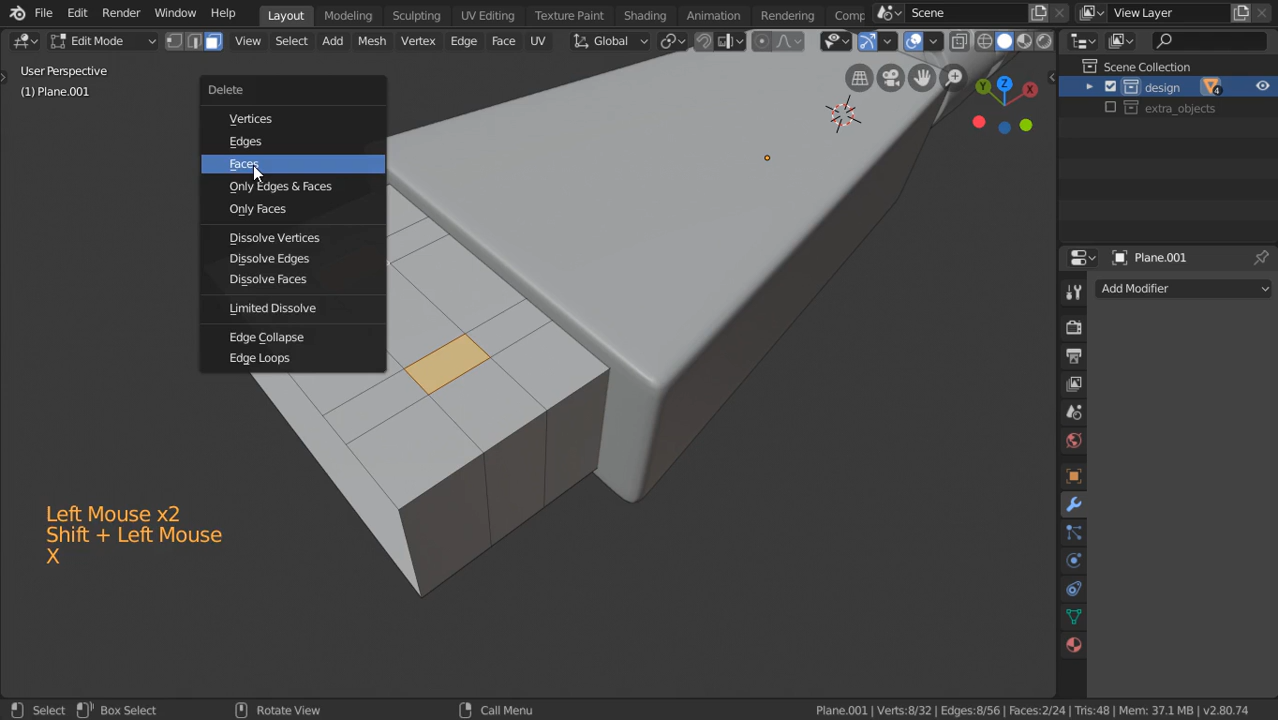 File Edit Render Window Help Layout Modeling Sculpting UV Editing Texture Paint Shading Animation Rendering Comp Scene View Layer
Edit Mode View Select Add Mesh Vertex Edge Face UV Global
User Perspective
(1) Plane.001
Delete
Vertices
Edges
Faces
Only Edges & Faces
Only Faces
Dissolve Vertices
Dissolve Edges
Dissolve Faces
Limited Dissolve
Edge Collapse
Edge Loops
Z
Y
X
Scene Collection
design
4
extra_objects
Plane.001
Add Modifier
Left Mouse x2
Shift + Left Mouse
X
Select Box Select Rotate View Call Menu Plane.001 | Verts:8/32 | Edges:8/56 | Faces:2/24 | Tris:48 | Mem: 37.1 MB | v2.80.74